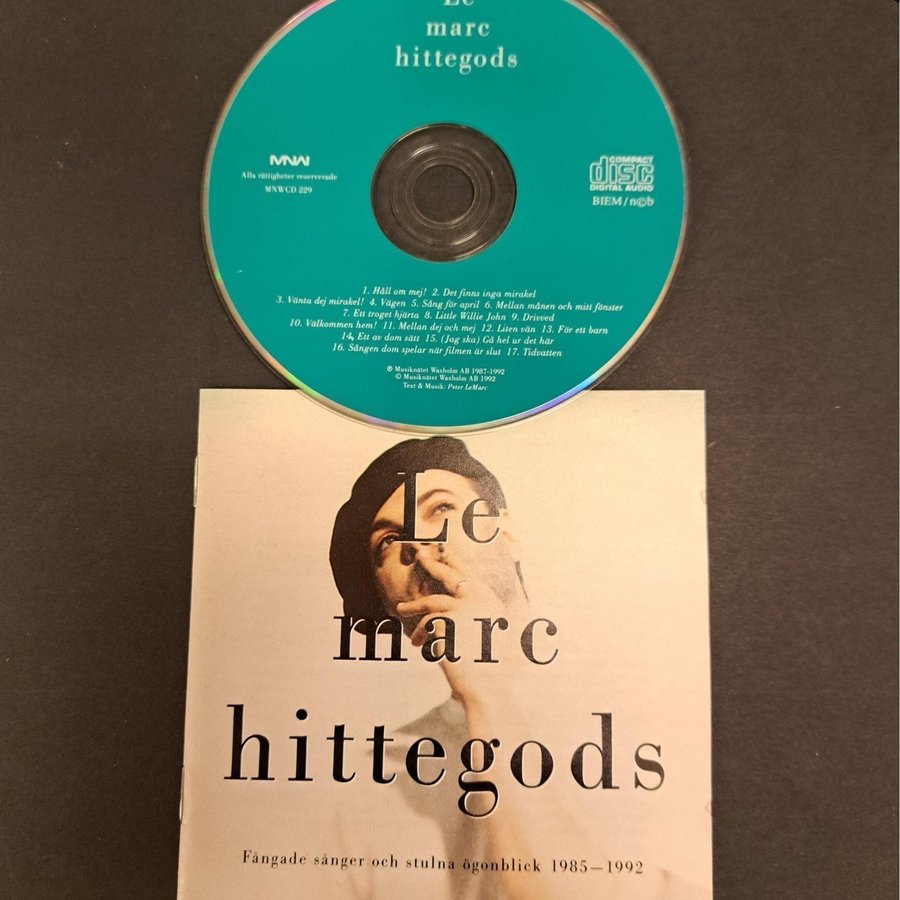 Le
marc
hittegods
MNW
Alla rättigheter reserverade
MNWCD 229
COMPACT
disc
DIGITAL AUDIO
BIEM / n©b
1. Håll om mej! 2. Det finns inga mirakel
3. Vänta dej mirakel! 4. Vägen 5. Sång för april 6. Mellan månen och mitt fönster
7. Ett troget hjärta 8. Little Willie John 9. Drivved
10. Välkommen hem! 11. Mellan dej och mej 12. Liten vän 13. För ett barn
14. Ett av dom sätt 15. (Jag ska) Gå hel ur det här
16. Sången dom spelar när filmen är slut 17. Tidvatten
℗ Musiknätet Waxholm AB 1987-1992
© Musiknätet Waxholm AB 1992
Text & Musik: Peter LeMarc
Le
marc
hittegods
Fångade sånger och stulna ögonblick 1985—1992